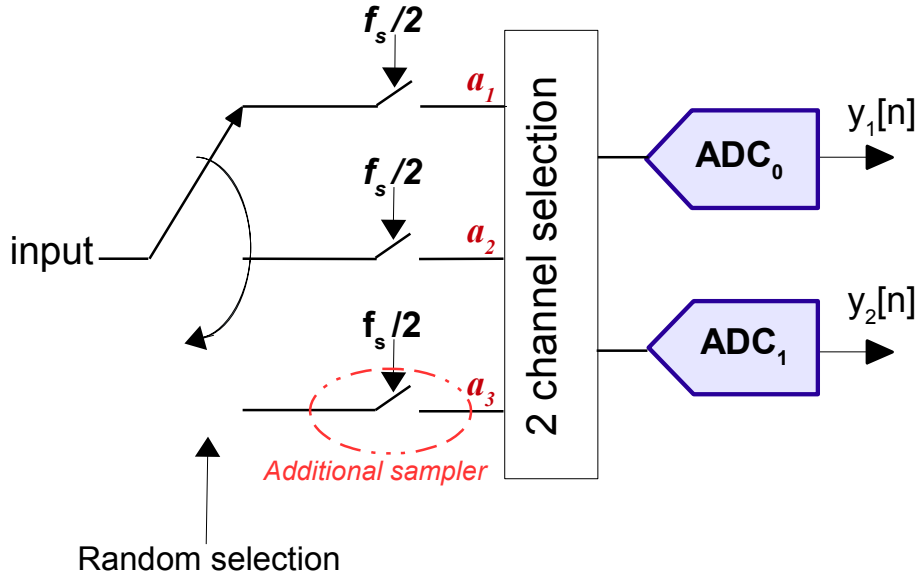 f_s/2
a_1
ADC_0
y_1[n]
f_s/2
a_2
input
2 channel selection
f_s/2
a_3
ADC_1
y_2[n]
Additional sampler
Random selection